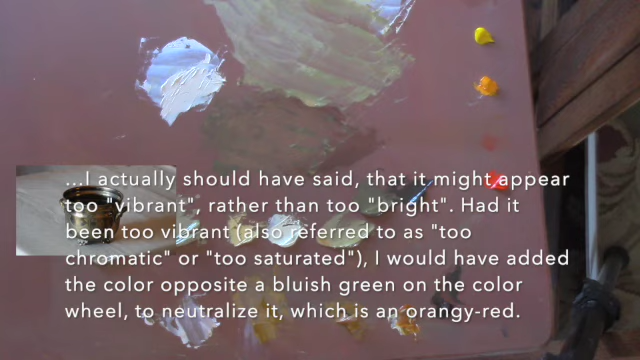 ...I actually should have said, that it might appear
too "vibrant", rather than too "bright". Had it
been too vibrant (also referred to as "too
chromatic" or "too saturated"), I would have added
the color opposite a bluish green on the color
wheel, to neutralize it, which is an orangy-red.